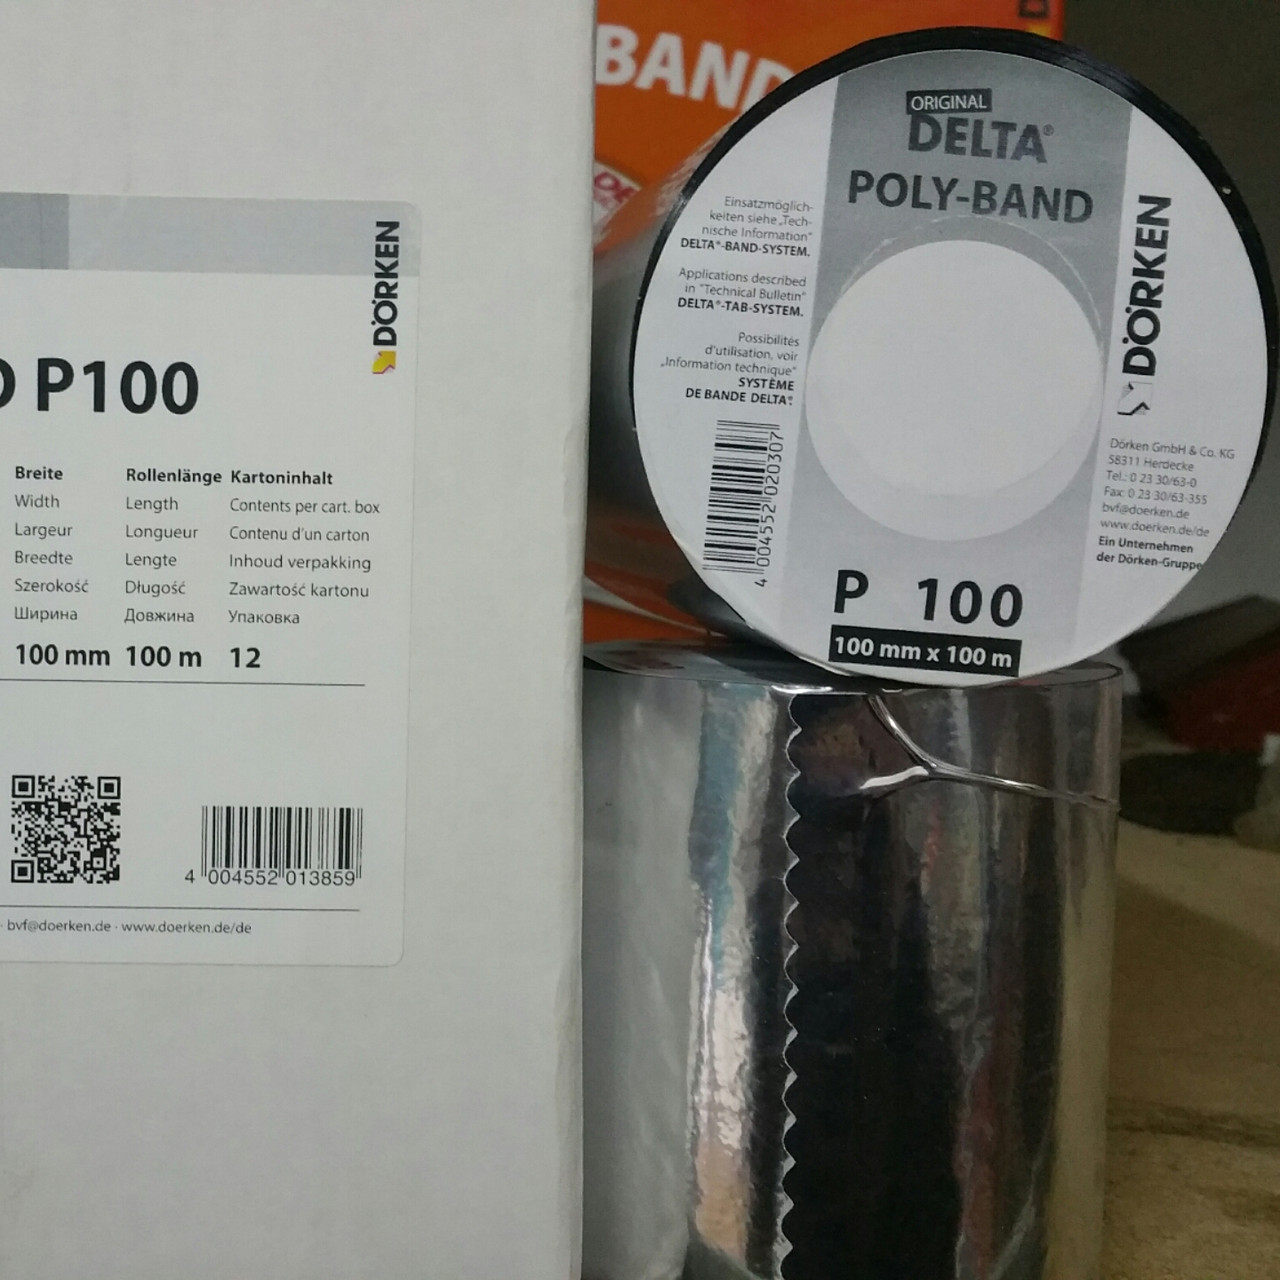 DÖRKEN
P100
Breite Rollenlänge Kartoninhalt
Width Length Contents per cart. box
Largeur Longueur Contenu d'un carton
Breedte Lengte Inhoud verpakking
Szerokość Długość Zawartość kartonu
Ширина Довжина Упаковка
100 mm 100 m 12
4 004552 013859
· bvf@doerken.de · www.doerken.de/de
BAND
ORIGINAL
DELTA®
POLY-BAND
Einsatzmöglich-
keiten siehe „Tech-
nische Information"
DELTA®-BAND-SYSTEM.
Applications described
in "Technical Bulletin"
DELTA®-TAB-SYSTEM.
Possibilités
d'utilisation, voir
„Information technique"
SYSTÈME
DE BANDE DELTA®.
4 004552 020307
DÖRKEN
Dörken GmbH & Co. KG
58311 Herdecke
Tel.: 0 23 30/63-0
Fax: 0 23 30/63-355
bvf@doerken.de
www.doerken.de/de
Ein Unternehmen
der Dörken-Gruppe
P 100
100 mm x 100 m